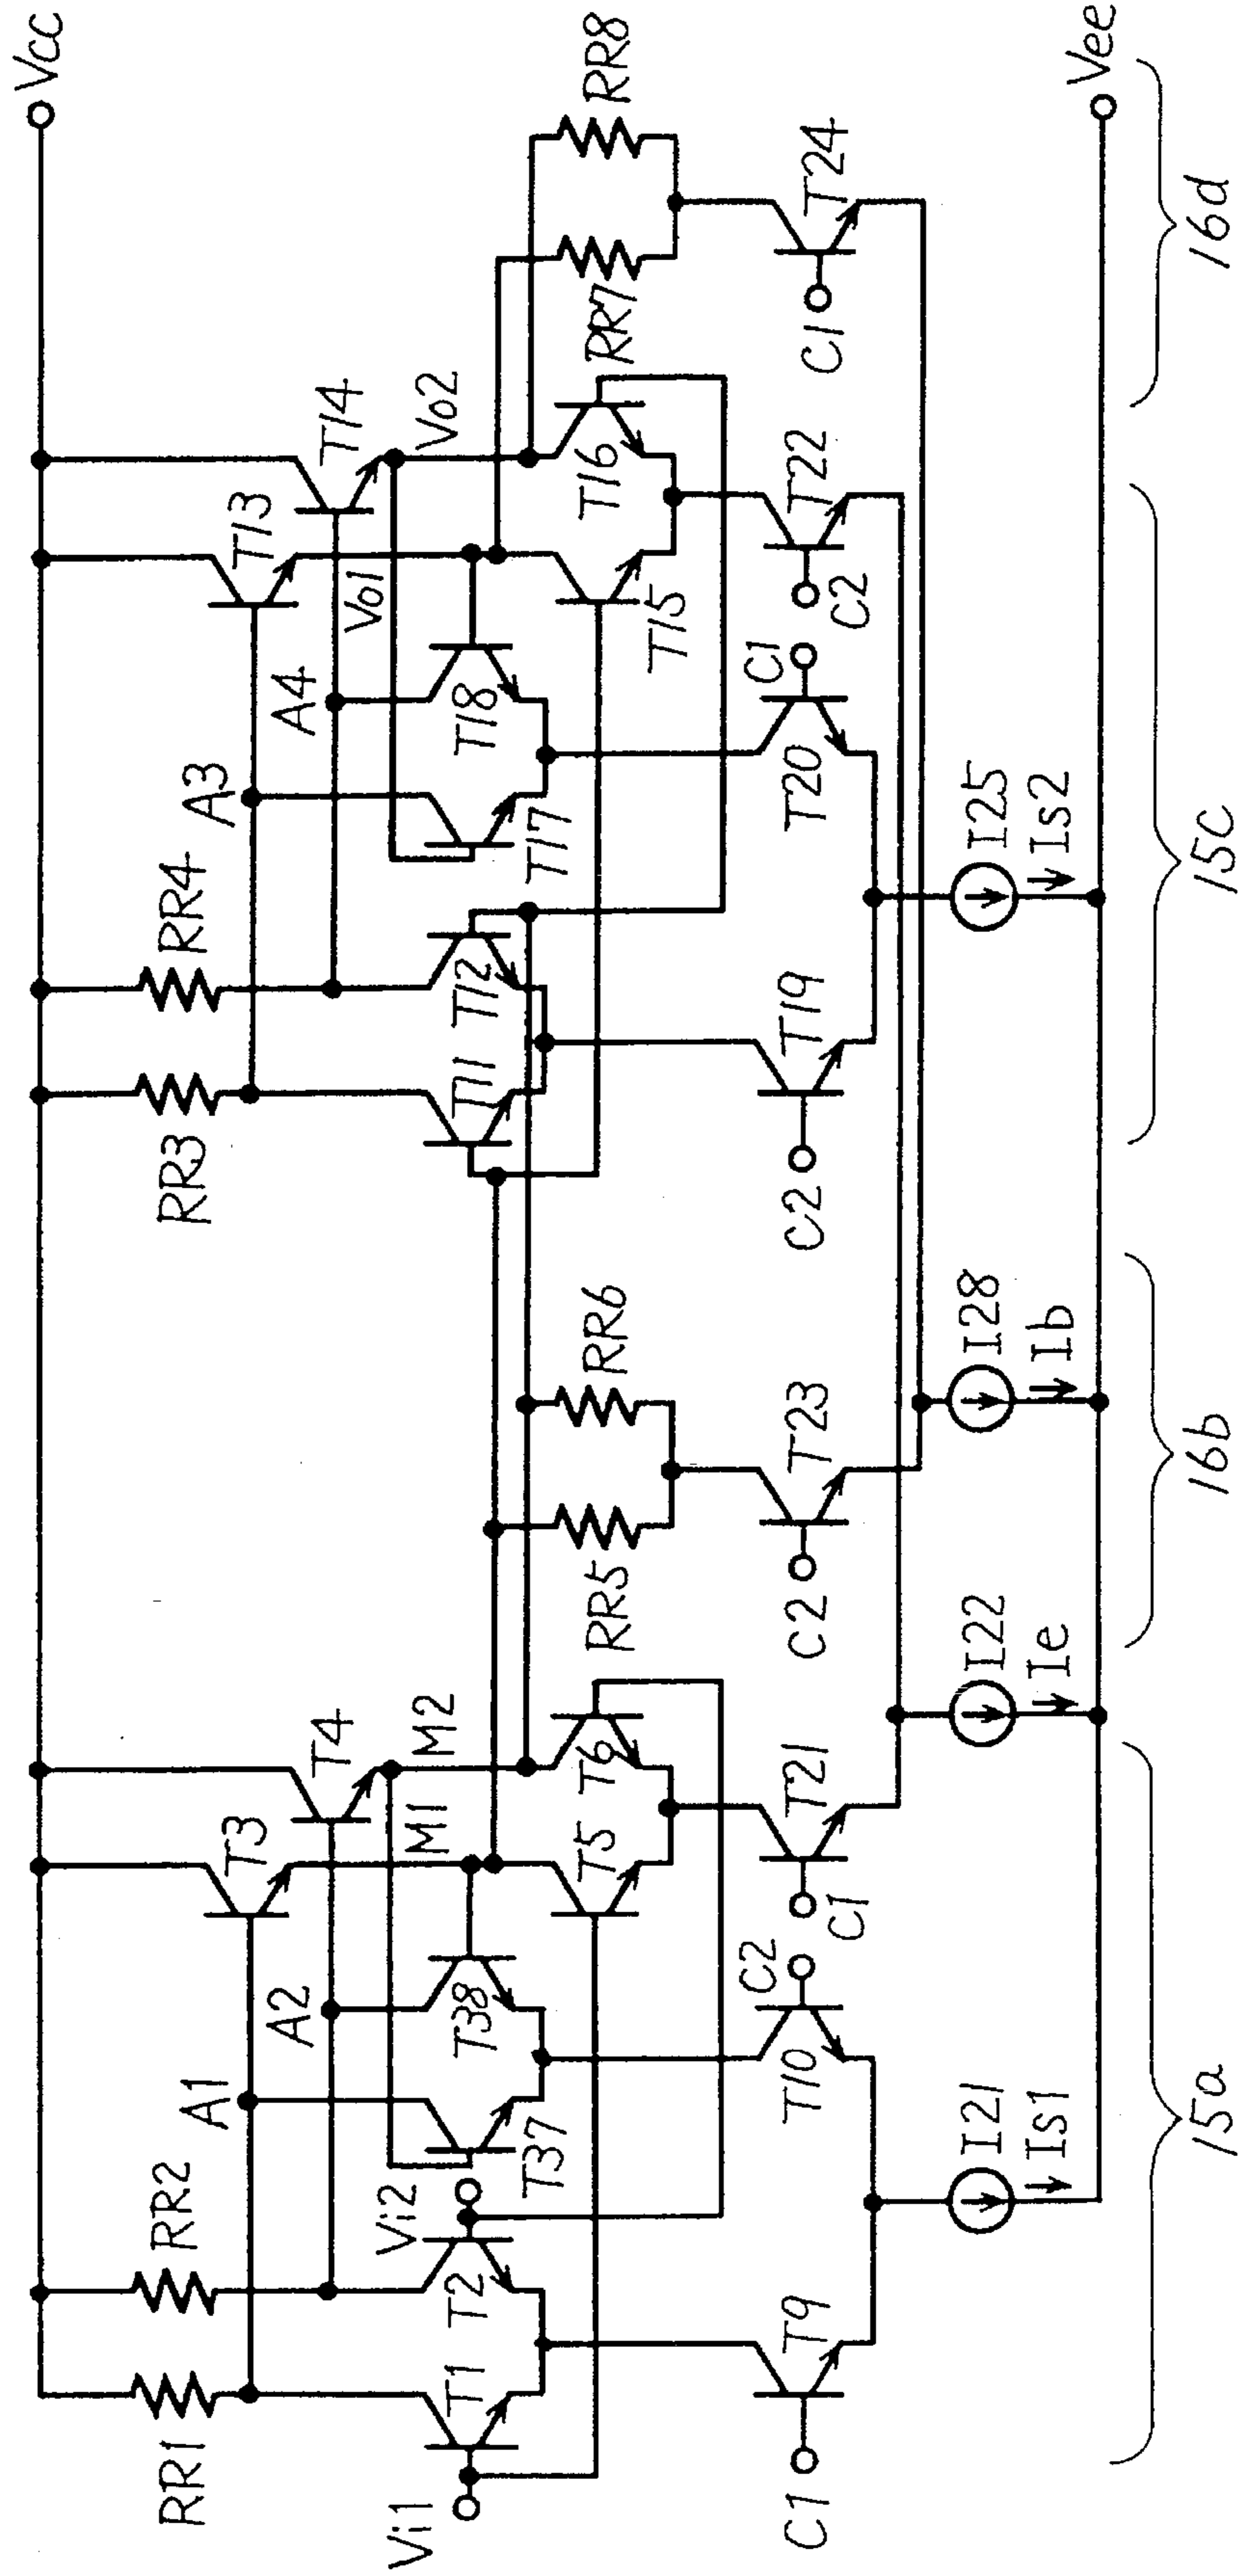 Vcc
RR1
RR2
RR3
RR4
T3
T4
T13
T14
A1
A2
A3
A4
Vi1
Vi2
T1
T2
T37
T38
M1
M2
T5
T6
RR5
RR6
T11
T12
T17
T18
Vo1
Vo2
T15
T16
RR7
RR8
C1
T9
T10
C2
C1
T21
C2
T23
C2
T19
T20
C1
C2
T22
C1
T24
I21
Is1
I22
Ie
I28
Ib
I25
Is2
Vee
15a
16b
15c
16d